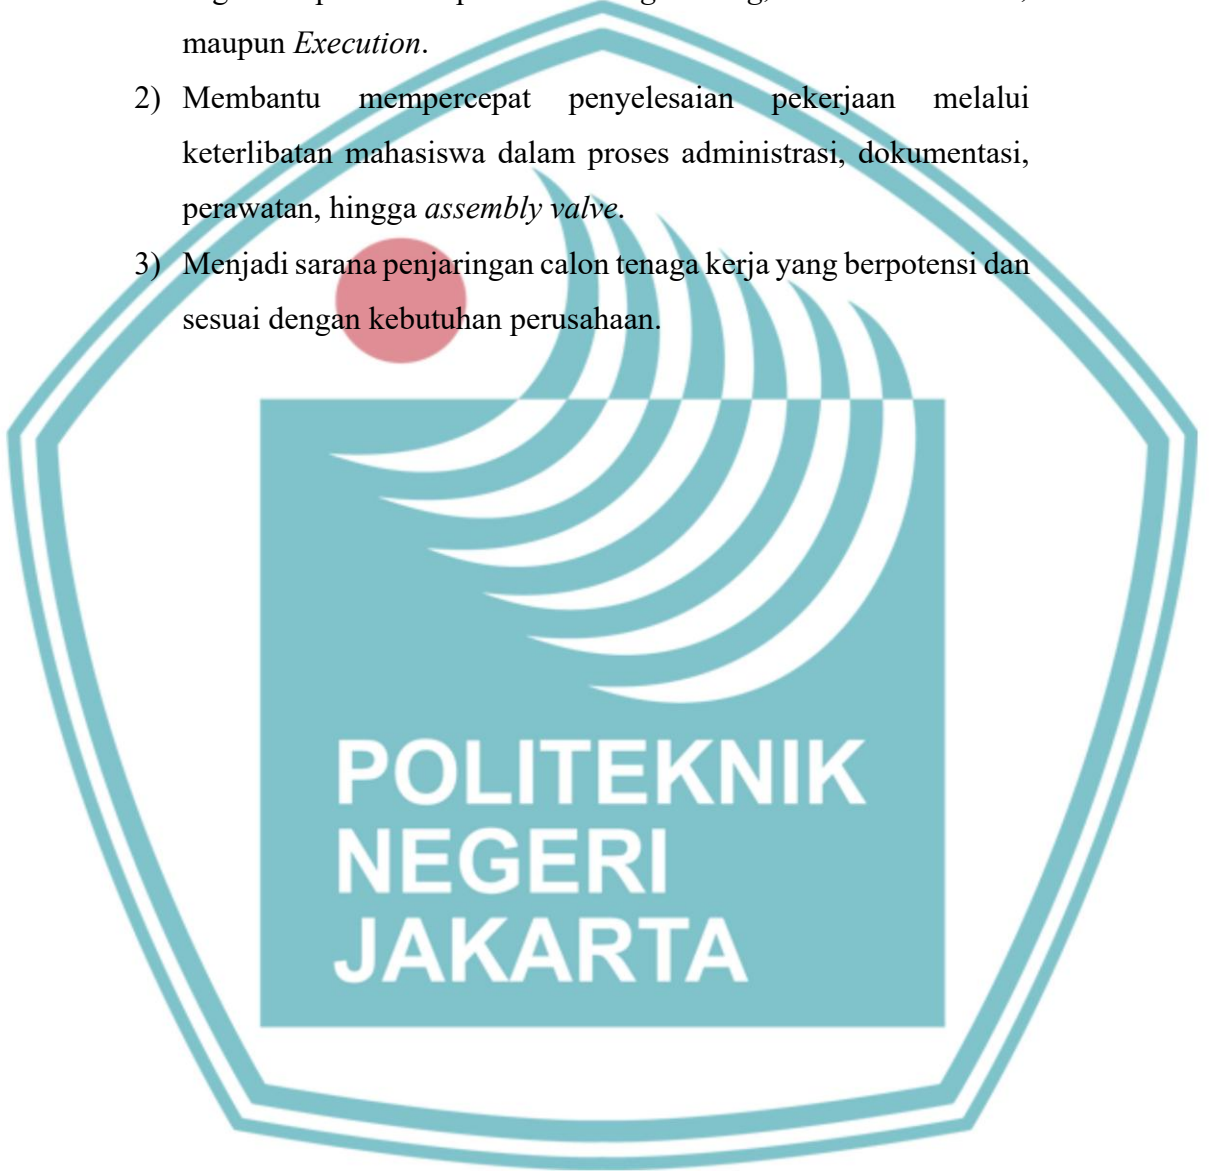 maupun Execution.
2) Membantu mempercepat penyelesaian pekerjaan melalui
keterlibatan mahasiswa dalam proses administrasi, dokumentasi,
perawatan, hingga assembly valve.
3) Menjadi sarana penjaringan calon tenaga kerja yang berpotensi dan
sesuai dengan kebutuhan perusahaan.
POLITEKNIK
NEGERI
JAKARTA